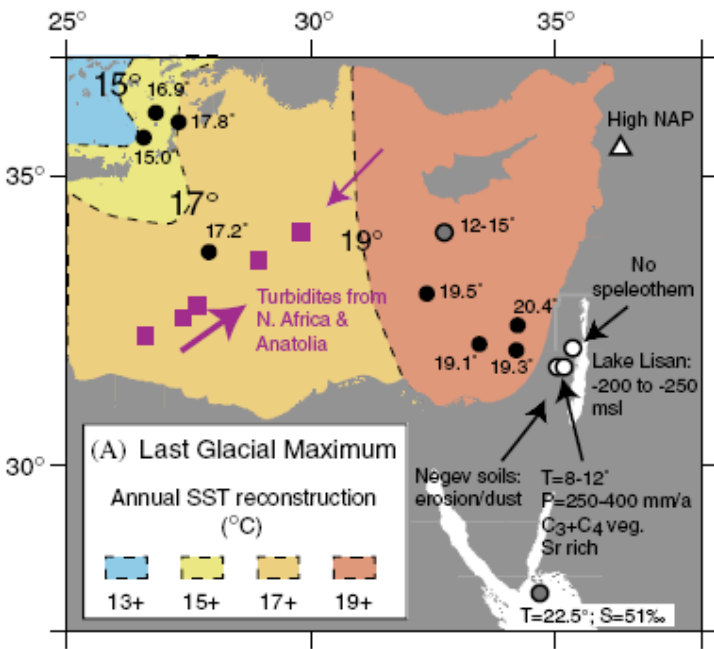 25° 30° 35°
15°
16.9°
17.8°
15.0°
High NAP
35°
17°
17.2°
19°
12-15°
No
speleothem
Turbidites from
N. Africa &
Anatolia
19.5°
20.4°
19.1°
19.3°
Lake Lisan:
-200 to -250
msl
30°
(A) Last Glacial Maximum
Annual SST reconstruction
(°C)
13+ 15+ 17+ 19+
Negev soils:
erosion/dust
T=8-12°
P=250-400 mm/a
C3+C4 veg.
Sr rich
T=22.5°; S=51‰